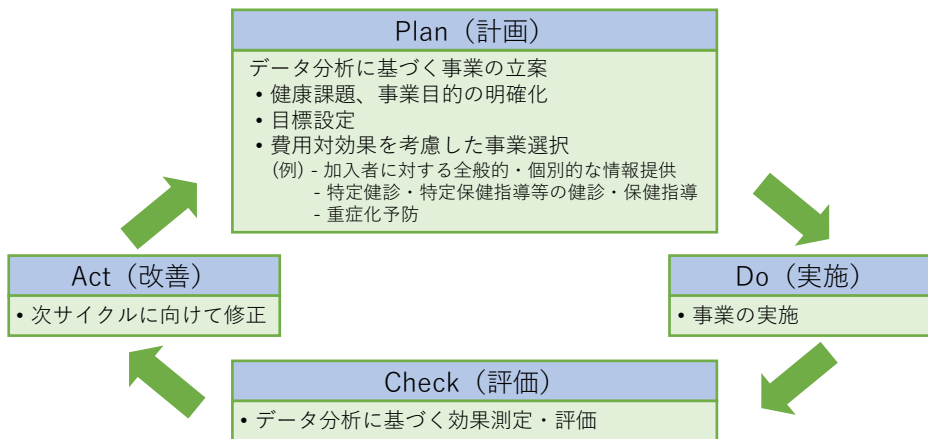 Plan（計画）
データ分析に基づく事業の立案
• 健康課題、事業目的の明確化
• 目標設定
• 費用対効果を考慮した事業選択
(例) - 加入者に対する全般的・個別的な情報提供
- 特定健診・特定保健指導等の健診・保健指導
- 重症化予防
Do（実施）
• 事業の実施
Check（評価）
• データ分析に基づく効果測定・評価
Act（改善）
• 次サイクルに向けて修正